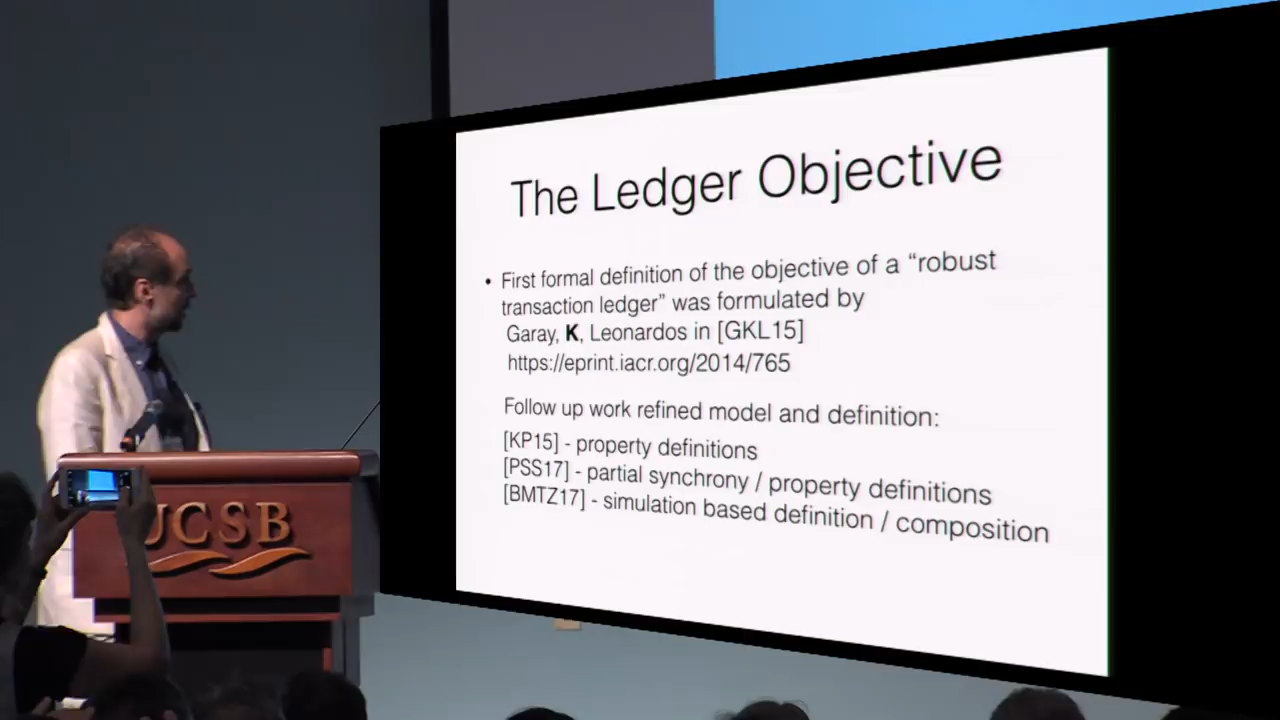 The Ledger Objective
• First formal definition of the objective of a “robust
transaction ledger” was formulated by
Garay, K, Leonardos in [GKL15]
https://eprint.iacr.org/2014/765
Follow up work refined model and definition:
[KP15] - property definitions
[PSS17] - partial synchrony / property definitions
[BMTZ17] - simulation based definition / composition
UCSB